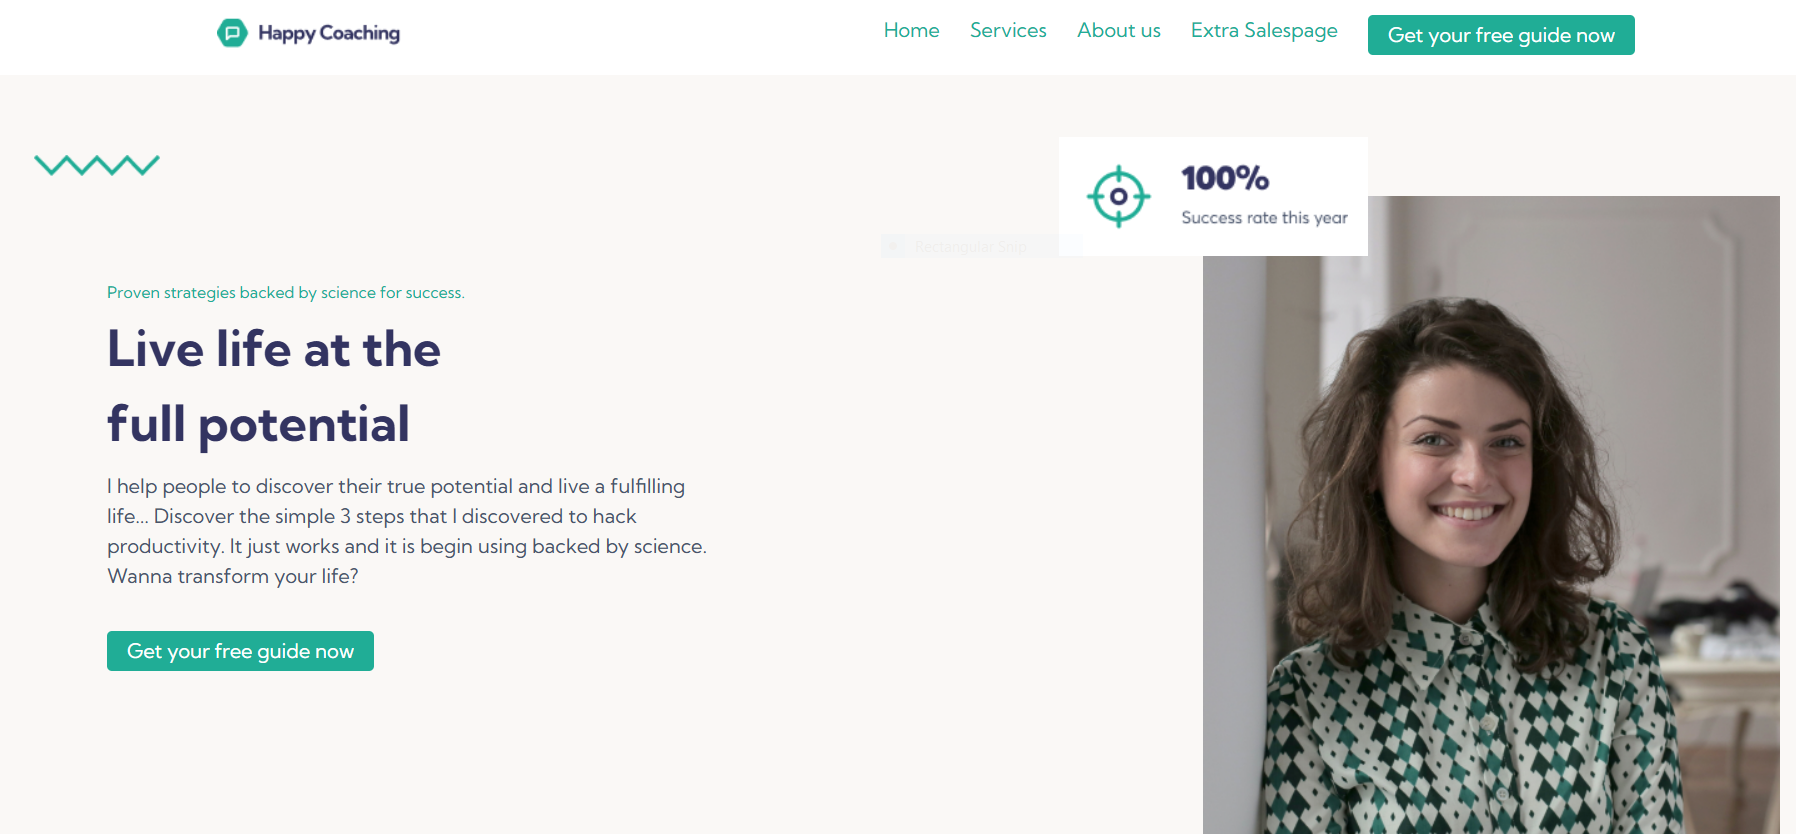 Happy Coaching
Home
Services
About us
Extra Salespage
Get your free guide now
100%
Success rate this year
Rectangular Snip
Proven strategies backed by science for success.
Live life at the
full potential
I help people to discover their true potential and live a fulfilling
life... Discover the simple 3 steps that I discovered to hack
productivity. It just works and it is begin using backed by science.
Wanna transform your life?
Get your free guide now